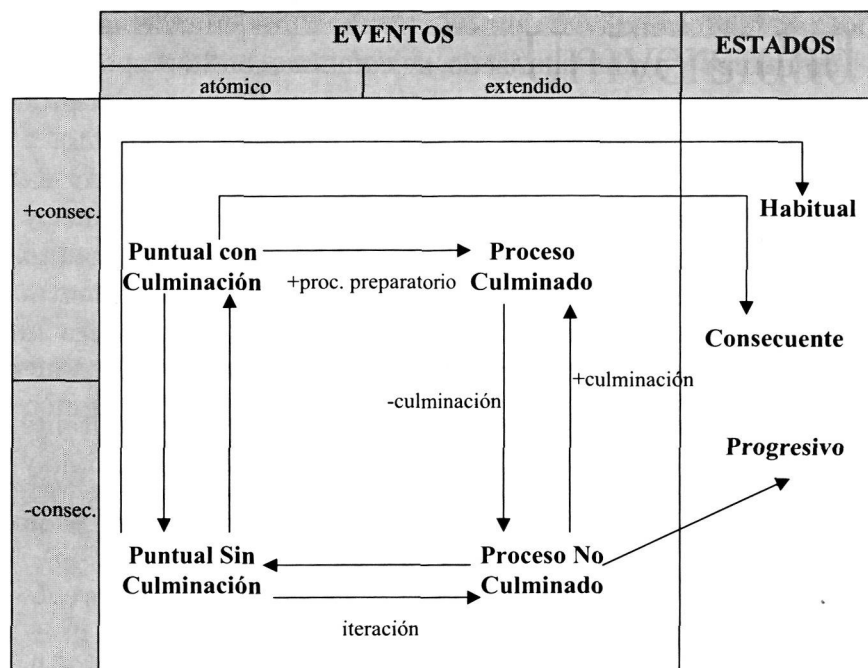 EVENTOS
ESTADOS
atómico
extendido
+consec.
Habitual
Puntual con
Culminación
+proc. preparatorio
Proceso
Culminado
Consecuente
+culminación
-culminación
Progresivo
-consec.
Puntual Sin
Culminación
Proceso No
Culminado
iteración